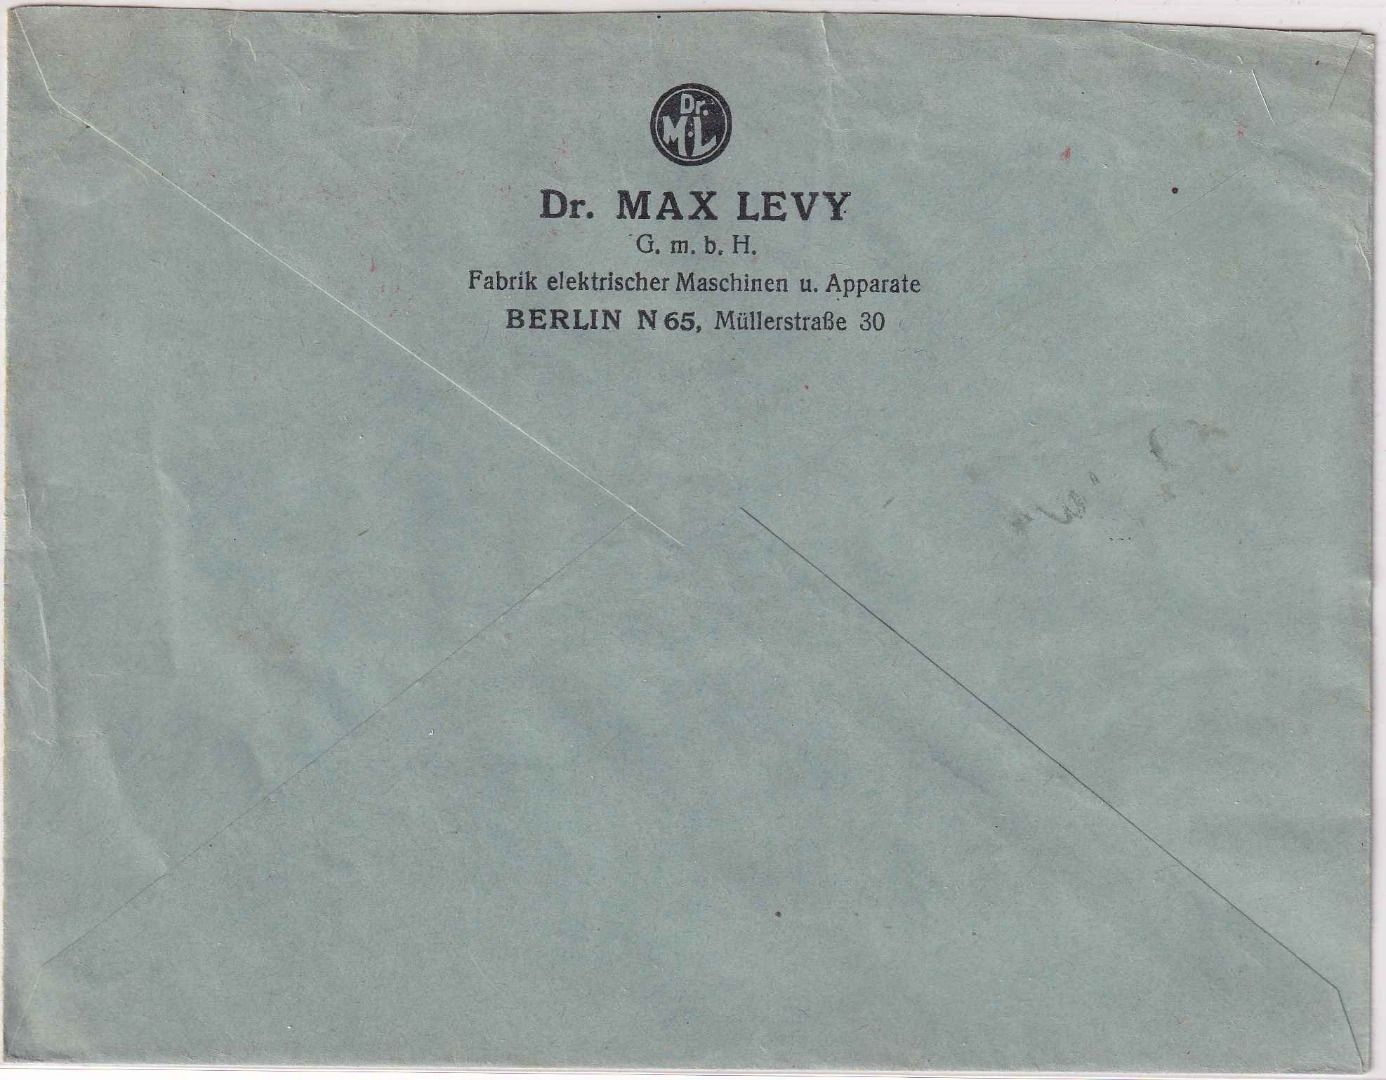 Dr.
M·L
Dr. MAX LEVY
G. m. b. H.
Fabrik elektrischer Maschinen u. Apparate
BERLIN N 65, Müllerstraße 30